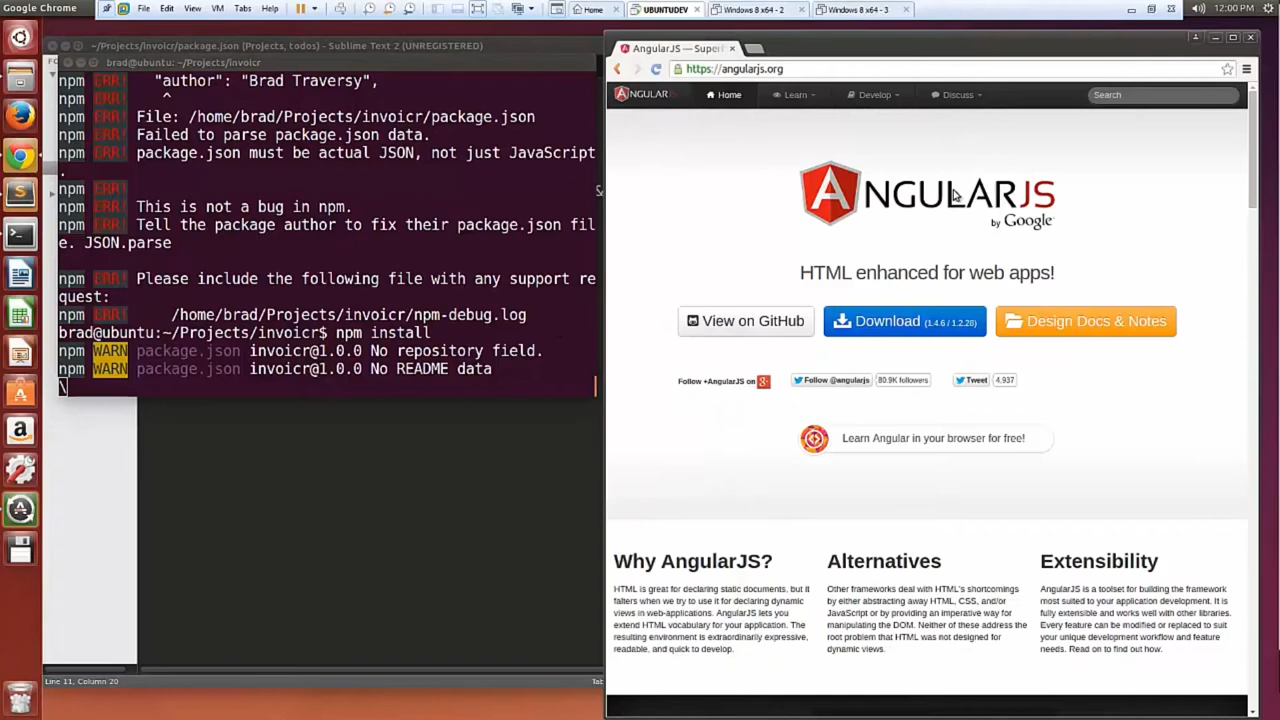 Google Chrome
File Edit View VM Tabs Help
Home
UBUNTUDEV
Windows 8 x64 - 2
Windows 8 x64 - 3
12:00 PM
~/Projects/invoicr/package.json (Projects, todos) - Sublime Text 2 (UNREGISTERED)
brad@ubuntu: ~/Projects/invoicr
npm ERR! "author": "Brad Traversy",
npm ERR! ^
npm ERR! File: /home/brad/Projects/invoicr/package.json
npm ERR! Failed to parse package.json data.
npm ERR! package.json must be actual JSON, not just JavaScript
.
npm ERR!
npm ERR! This is not a bug in npm.
npm ERR! Tell the package author to fix their package.json fil
e. JSON.parse
npm ERR! Please include the following file with any support re
quest:
npm ERR! /home/brad/Projects/invoicr/npm-debug.log
brad@ubuntu:~/Projects/invoicr$ npm install
npm WARN package.json invoicr@1.0.0 No repository field.
npm WARN package.json invoicr@1.0.0 No README data
\
Line 11, Column 20
AngularJS — Super
https://angularjs.org
ANGULARJS
Home
Learn
Develop
Discuss
Search
ANGULARJS
by Google
HTML enhanced for web apps!
View on GitHub
Download (1.4.6 / 1.2.28)
Design Docs & Notes
Follow +AngularJS on
Follow @angularjs
80.9K followers
Tweet
4,937
Learn Angular in your browser for free!
Why AngularJS?
HTML is great for declaring static documents, but it
falters when we try to use it for declaring dynamic
views in web-applications. AngularJS lets you
extend HTML vocabulary for your application. The
resulting environment is extraordinarily expressive,
readable, and quick to develop.
Alternatives
Other frameworks deal with HTML's shortcomings
by either abstracting away HTML, CSS, and/or
JavaScript or by providing an imperative way for
manipulating the DOM. Neither of these address the
root problem that HTML was not designed for
dynamic views.
Extensibility
AngularJS is a toolset for building the framework
most suited to your application development. It is
fully extensible and works well with other libraries.
Every feature can be modified or replaced to suit
your unique development workflow and feature
needs. Read on to find out how.